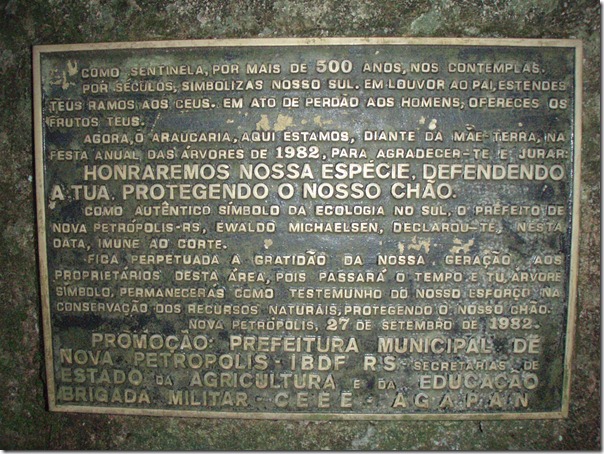 COMO SENTINELA, POR MAIS DE 500 ANOS, NOS CONTEMPLAS.
POR SÉCULOS, SIMBOLIZAS NOSSO SUL. EM LOUVOR AO PAI, ESTENDES
TEUS RAMOS AOS CEUS. EM ATO DE PERDÃO AOS HOMENS, OFERECES OS
FRUTOS TEUS.
AGORA, O ARAUCARIA, AQUI ESTAMOS, DIANTE DA MÃE-TERRA, NA
FESTA ANUAL DAS ÁRVORES DE 1982, PARA AGRADECER-TE E JURAR:
HONRAREMOS NOSSA ESPÉCIE, DEFENDENDO
A TUA, PROTEGENDO O NOSSO CHÃO.
COMO AUTÊNTICO SÍMBOLO DA ECOLOGIA NO SUL, O PREFEITO DE
NOVA PETRÓPOLIS-RS, EWALDO MICHAELSEN, DECLAROU-TE, NESTA
DATA, IMUNE AO CORTE.
FICA PERPETUADA A GRATIDÃO DA NOSSA GERAÇÃO AOS
PROPRIETÁRIOS DESTA ÁREA, POIS PASSARÁ O TEMPO E TU, ARVORE
SÍMBOLO, PERMANECERAS COMO TESTEMUNHO DO NOSSO ESFORÇO NA
CONSERVAÇÃO DOS RECURSOS NATURAIS, PROTEGENDO O NOSSO CHÃO.
NOVA PETRÓPOLIS, 27 DE SETEMBRO DE 1982.
PROMOÇÃO: PREFEITURA MUNICIPAL DE
NOVA PETROPOLIS - IBDF RS - SECRETARIAS DE
ESTADO DA AGRICULTURA E DA EDUCAÇÃO
BRIGADA MILITAR - CEEE - AGAPAN